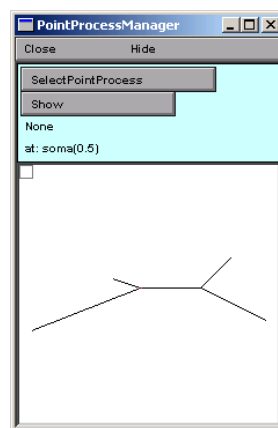 PointProcessManager
Close Hide
SelectPointProcess
Show
None
at: soma(0.5)